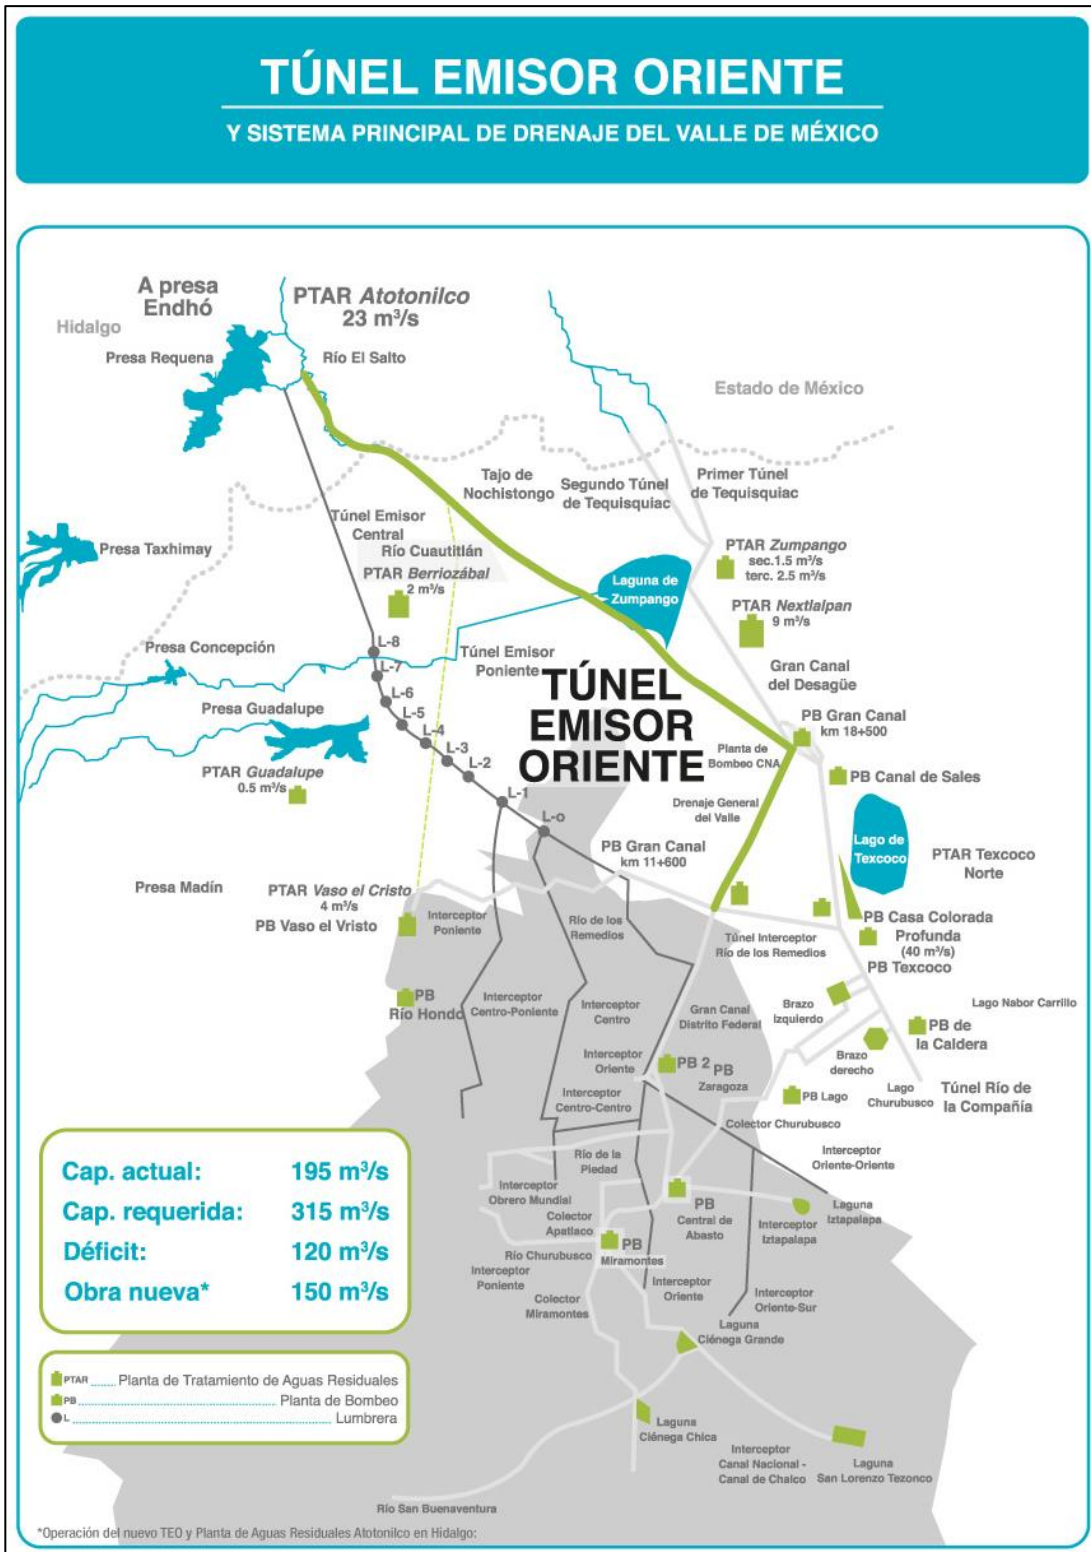 TÚNEL EMISOR ORIENTE
Y SISTEMA PRINCIPAL DE DRENAJE DEL VALLE DE MÉXICO
A presa
Endhó
PTAR Atotonilco
23 m³/s
Hidalgo
Presa Requena
Río El Salto
Estado de México
Tajo de
Nochistongo
Segundo Túnel
de Tequisquiac
Primer Túnel
de Tequisquiac
Túnel Emisor
Central
Río Cuautitlán
PTAR Berriozábal
2 m³/s
Presa Taxhimay
PTAR Zumpango
sec.1.5 m³/s
terc. 2.5 m³/s
Laguna de
Zumpango
PTAR Nextlalpan
9 m³/s
Presa Concepción
L-8
L-7
L-6
L-5
L-4
L-3
L-2
L-1
L-o
Túnel Emisor
Poniente
Gran Canal
del Desagüe
TÚNEL
EMISOR
ORIENTE
Presa Guadalupe
PB Gran Canal
km 18+500
Planta de
Bombeo CNA
PTAR Guadalupe
0.5 m³/s
PB Canal de Sales
Drenaje General
del Valle
PB Gran Canal
km 11+600
Lago de
Texcoco
PTAR Texcoco
Norte
Presa Madín
PTAR Vaso el Cristo
4 m³/s
PB Vaso el Vristo
Interceptor
Poniente
Río de los
Remedios
Túnel Interceptor
Río de los Remedios
PB Casa Colorada
Profunda
(40 m³/s)
PB Texcoco
PB
Río Hondo
Interceptor
Centro-Poniente
Interceptor
Centro
Gran Canal
Distrito Federal
Brazo
Izquierdo
Lago Nabor Carrillo
PB de
la Caldera
Interceptor
Oriente
PB 2
PB
Zaragoza
Brazo
derecho
Lago
Churubusco
Túnel Río de
la Compañía
Interceptor
Centro-Centro
PB Lago
Colector Churubusco
Río de la
Piedad
Interceptor
Oriente-Oriente
Interceptor
Obrero Mundial
Colector
Apatlaco
PB
Central de
Abasto
Interceptor
Iztapalapa
Laguna
Iztapalapa
Río Churubusco
PB
Miramontes
Interceptor
Poniente
Colector
Miramontes
Interceptor
Oriente
Interceptor
Oriente-Sur
Laguna
Ciénega Grande
Laguna
Ciénega Chica
Interceptor
Canal Nacional -
Canal de Chalco
Laguna
San Lorenzo Tezonco
Río San Buenaventura
Cap. actual: 195 m³/s
Cap. requerida: 315 m³/s
Déficit: 120 m³/s
Obra nueva* 150 m³/s
PTAR Planta de Tratamiento de Aguas Residuales
PB Planta de Bombeo
L Lumbrera
*Operación del nuevo TEO y Planta de Aguas Residuales Atotonilco en Hidalgo: